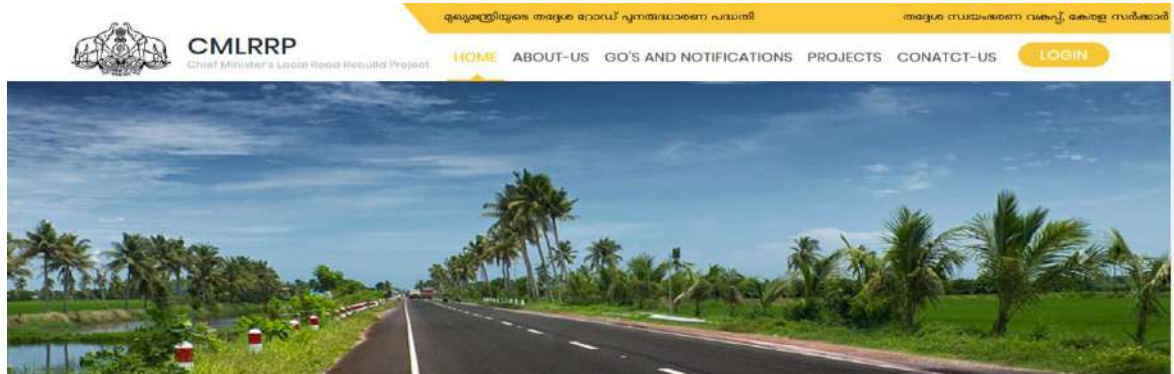 മുഖ്യമന്ത്രിയുടെ തദ്ദേശ റോഡ് പുനരുദ്ധാരണ പദ്ധതി
തദ്ദേശ സ്വയംഭരണ വകുപ്പ്, കേരള സർക്കാർ
CMLRRP
Chief Minister's Local Road Rebuild Project
HOME ABOUT-US GO'S AND NOTIFICATIONS PROJECTS CONATCT-US LOGIN